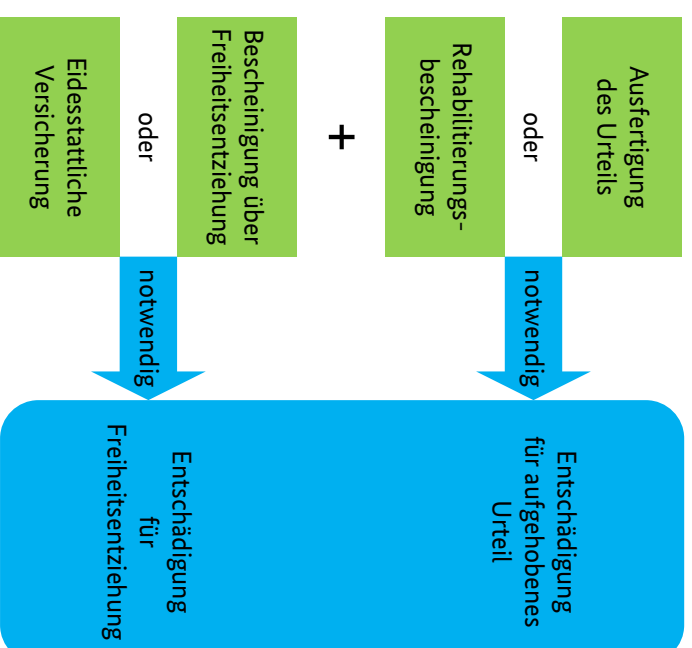 Ausfertigung
des Urteils
oder
Rehabilitierungs-
bescheinigung
notwendig
Entschädigung
für aufgehobenes
Urteil
+
Bescheinigung über
Freiheitsentziehung
oder
Eidesstattliche
Versicherung
notwendig
Entschädigung
für
Freiheitsentziehung